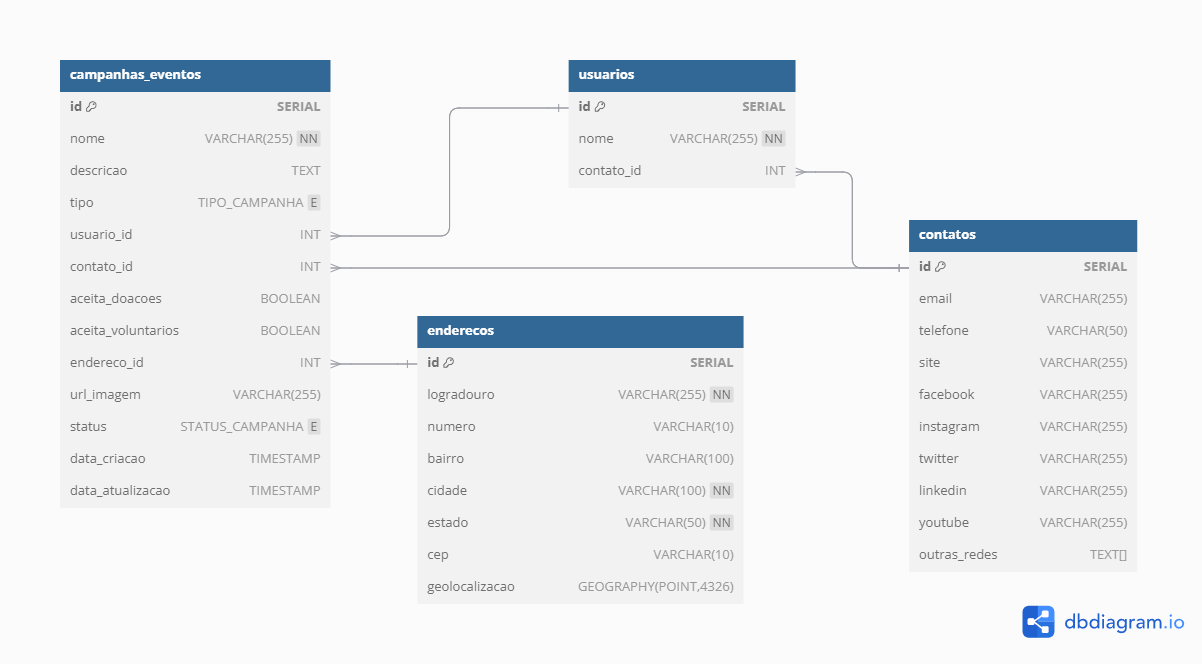 campanhas_eventos
id SERIAL
nome VARCHAR(255) NN
descricao TEXT
tipo TIPO_CAMPANHA E
usuario_id INT
contato_id INT
aceita_doacoes BOOLEAN
aceita_voluntarios BOOLEAN
endereco_id INT
url_imagem VARCHAR(255)
status STATUS_CAMPANHA E
data_criacao TIMESTAMP
data_atualizacao TIMESTAMP
usuarios
id SERIAL
nome VARCHAR(255) NN
contato_id INT
enderecos
id SERIAL
logradouro VARCHAR(255) NN
numero VARCHAR(10)
bairro VARCHAR(100)
cidade VARCHAR(100) NN
estado VARCHAR(50) NN
cep VARCHAR(10)
geolocalizacao GEOGRAPHY(POINT,4326)
contatos
id SERIAL
email VARCHAR(255)
telefone VARCHAR(50)
site VARCHAR(255)
facebook VARCHAR(255)
instagram VARCHAR(255)
twitter VARCHAR(255)
linkedin VARCHAR(255)
youtube VARCHAR(255)
outras_redes TEXT[]
dbdiagram.io